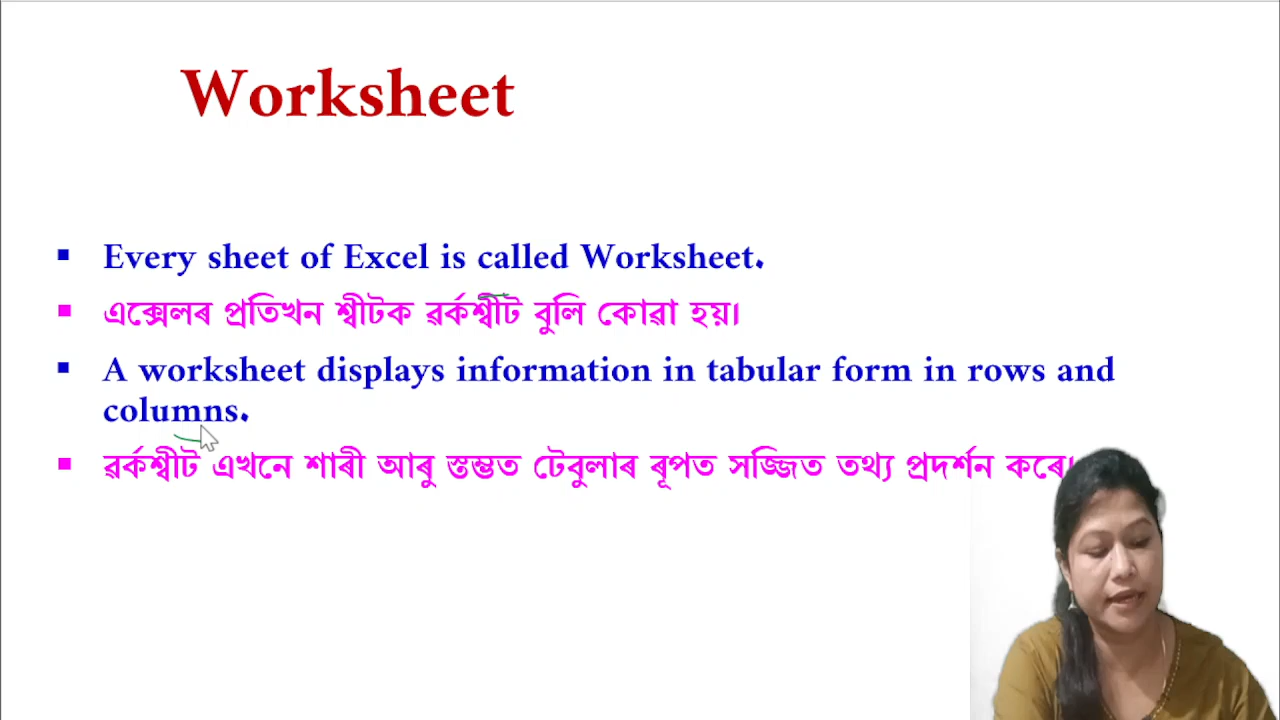 Worksheet
Every sheet of Excel is called Worksheet.
এক্সেলৰ প্ৰতিখন শ্বীটক ৱৰ্কশ্বীট বুলি কোৱা হয়।
A worksheet displays information in tabular form in rows and
columns.
ৱৰ্কশ্বীট এখনে শাৰী আৰু স্তম্ভত টেবুলাৰ ৰূপত সজ্জিত তথ্য প্ৰদৰ্শন কৰে।